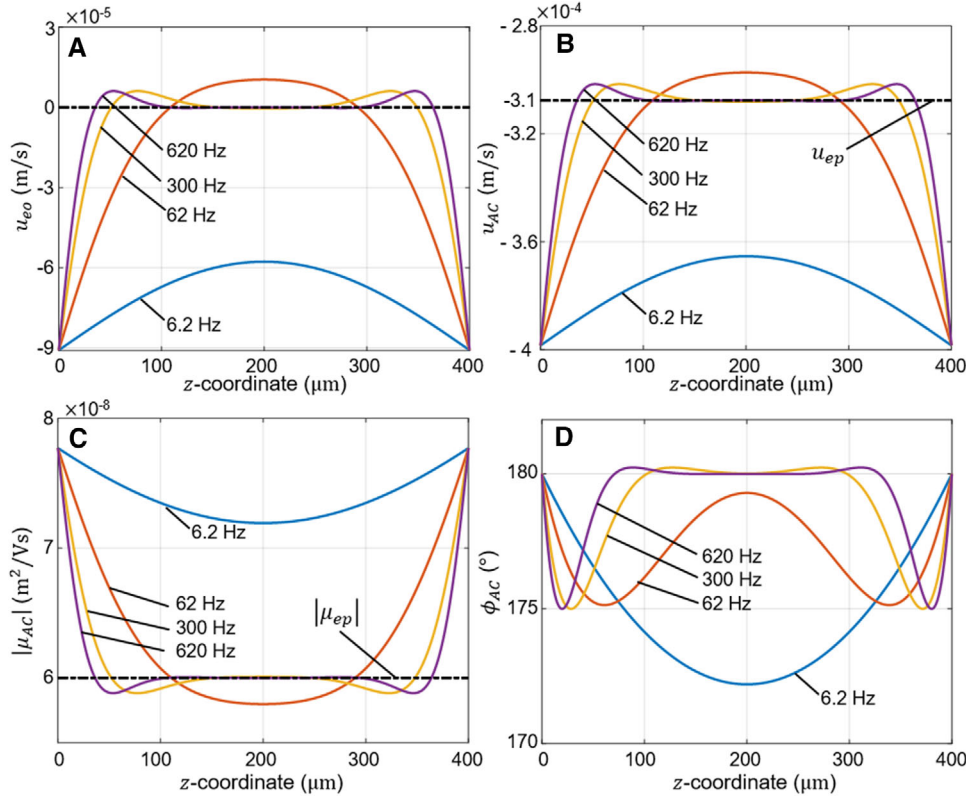 A
×10⁻⁵
3
0
-3
-6
-9
u_eo (m/s)
620 Hz
300 Hz
62 Hz
6.2 Hz
0 100 200 300 400
z-coordinate (μm)
B
×10⁻⁴
-2.8
-3.1
-3.2
-3.6
-4
u_AC (m/s)
620 Hz
300 Hz
62 Hz
u_ep
6.2 Hz
0 100 200 300 400
z-coordinate (μm)
C
×10⁻⁸
8
7
6
|μ_AC| (m²/Vs)
6.2 Hz
62 Hz
300 Hz
620 Hz
|μ_ep|
0 100 200 300 400
z-coordinate (μm)
D
180
175
170
ϕ_AC (°)
620 Hz
300 Hz
62 Hz
6.2 Hz
0 100 200 300 400
z-coordinate (μm)